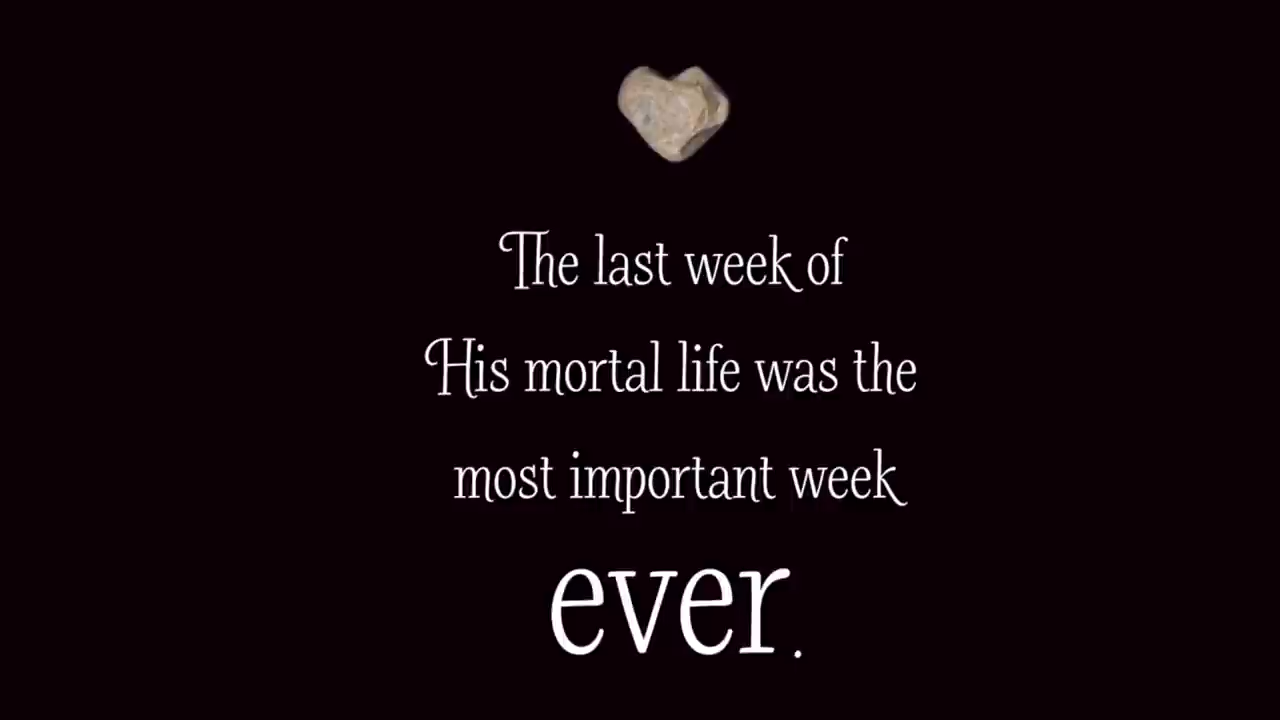 The last week of
His mortal life was the
most important week
ever.